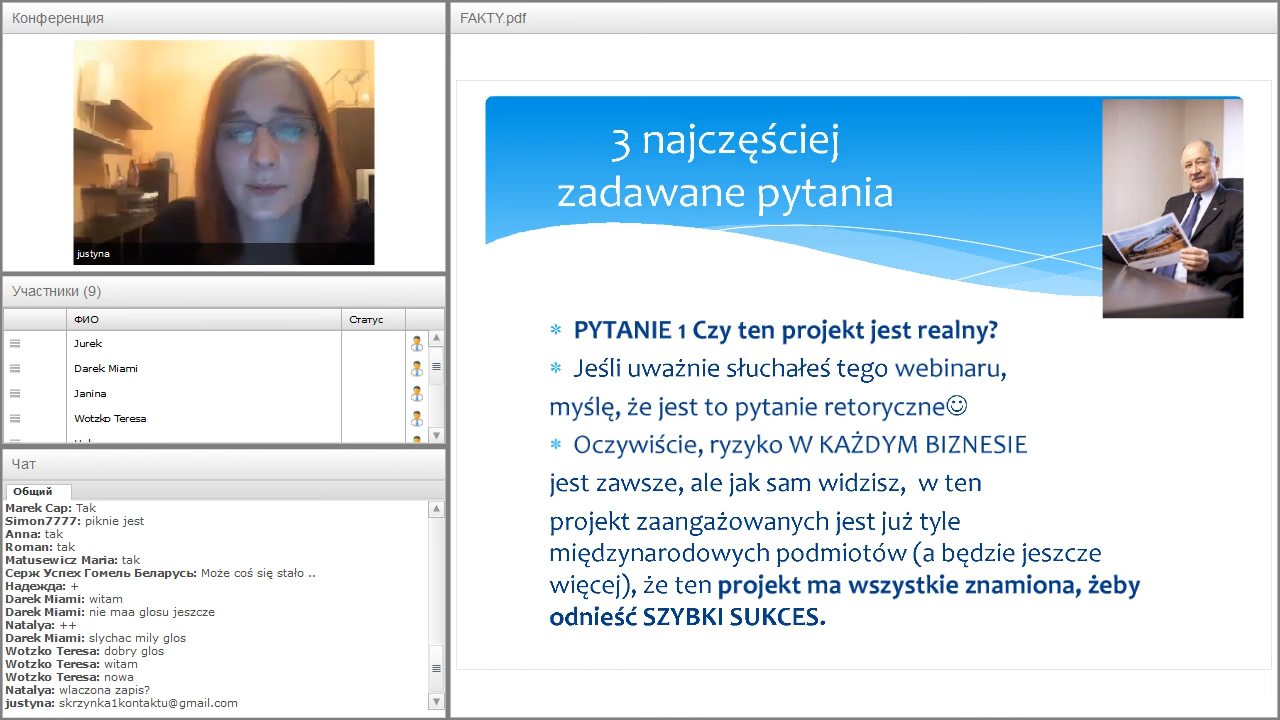 Конференция
justyna
Участники (9)
ФИО
Статус
Jurek
Darek Miami
Janina
Wotzko Teresa
Чат
Общий
Marek Cap: Tak
Simon7777: piknie jest
Anna: tak
Roman: tak
Matusewicz Maria: tak
Серж Успех Гомель Беларусь: Może coś się stało ..
Надежда: +
Darek Miami: witam
Darek Miami: nie maa glosu jeszcze
Natalya: ++
Darek Miami: slychac mily glos
Wotzko Teresa: dobry glos
Wotzko Teresa: witam
Wotzko Teresa: nowa
Natalya: wlaczona zapis?
justyna: skrzynka1kontaktu@gmail.com
FAKTY.pdf
3 najczęściej
zadawane pytania
PYTANIE 1 Czy ten projekt jest realny?
Jeśli uważnie słuchałeś tego webinaru,
myślę, że jest to pytanie retoryczne☺
Oczywiście, ryzyko W KAŻDYM BIZNESIE
jest zawsze, ale jak sam widzisz, w ten
projekt zaangażowanych jest już tyle
międzynarodowych podmiotów (a będzie jeszcze
więcej), że ten projekt ma wszystkie znamiona, żeby
odnieść SZYBKI SUKCES.